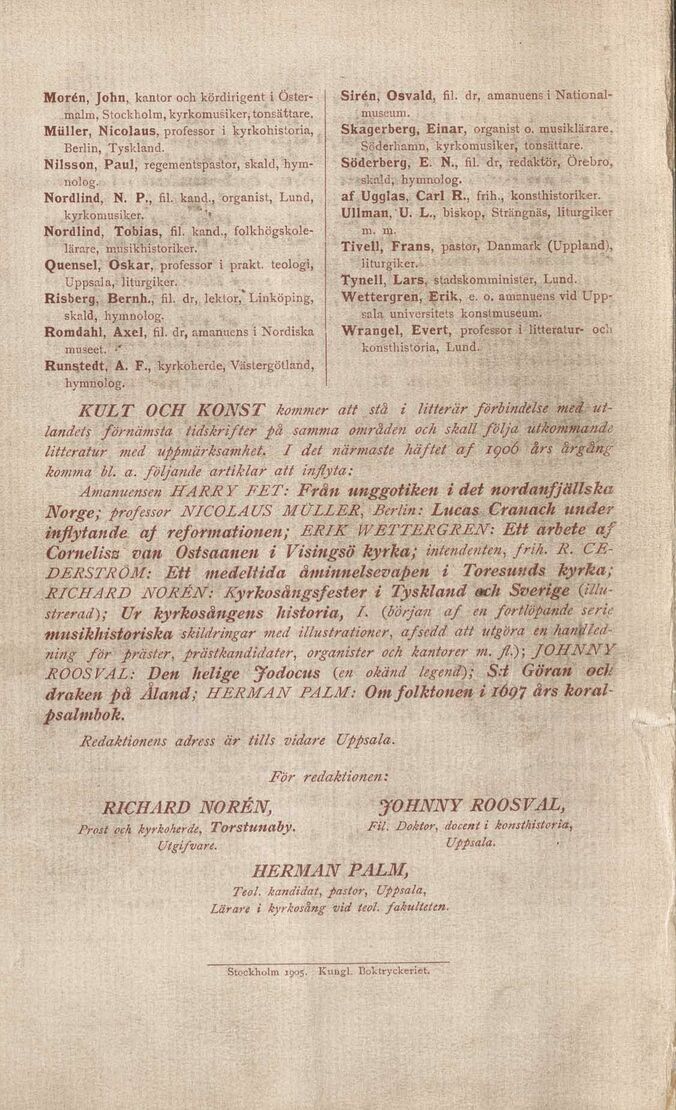 Morén, John, kantor och kördirigent i Öster-
malm, Stockholm, kyrkomusiker, tonsättare.
Müller, Nicolaus, professor i kyrkohistoria,
Berlin, Tyskland.
Nilsson, Paul, regementspastor, skald, hym-
nolog.
Nordlind, N. P., fil. kand., organist, Lund,
kyrkomusiker.
Nordlind, Tobias, fil. kand., folkhögskole-
lärare, musikhistoriker.
Quensel, Oskar, professor i prakt. teologi,
Uppsala, liturgiker.
Risberg, Bernh., fil. dr, lektor, Linköping,
skald, hymnolog.
Romdahl, Axel, fil. dr, amanuens i Nordiska
museet.
Runstedt, A. F., kyrkoherde, Västergötland,
hymnolog.
Sirén, Osvald, fil. dr, amanuens i National-
museum.
Skagerberg, Einar, organist o. musiklärare,
Söderhamn, kyrkomusiker, tonsättare.
Söderberg, E. N., fil. dr, redaktör, Örebro,
skald, hymnolog.
af Ugglas, Carl R., frih., konsthistoriker.
Ullman, U. L., biskop, Strängnäs, liturgiker
m. m.
Tivell, Frans, pastor, Danmark (Uppland),
liturgiker.
Tynell, Lars, stadskomminister, Lund.
Wettergren, Erik, e. o. amanuens vid Upp-
sala universitets konstmuseum.
Wrangel, Evert, professor i litteratur- och
konsthistoria, Lund.
KULT OCH KONST kommer att stå i litterär förbindelse med ut-
landets förnämsta tidskrifter på samma områden och skall följa utkommande
litteratur med uppmärksamhet. I det närmaste häftet af 1906 års årgång
komma bl. a. följande artiklar att inflyta:
Amanuensen HARRY FET: Från unggotiken i det nordanfjällska
Norge; professor NICOLAUS MÜLLER, Berlin: Lucas Cranach under
inflytande af reformationen; ERIK WETTERGREN: Ett arbete af
Cornelisz van Ostsaanen i Visingsö kyrka; intendenten, frih. R. CE-
DERSTRÖM: Ett medeltida åminnelsevapen i Toresunds kyrka;
RICHARD NORÉN: Kyrkosångsfester i Tyskland och Sverige (illu-
strerad); Ur kyrkosångens historia, I. (början af en fortlöpande serie
musikhistoriska skildringar med illustrationer, afsedd att utgöra en handled-
ning för präster, prästkandidater, organister och kantorer m. fl.); JOHNNY
ROOSVAL: Den helige Jodocus (en okänd legend); S:t Göran och
draken på Åland; HERMAN PALM: Om folktonen i 1697 års koral-
psalmbok.
Redaktionens adress är tills vidare Uppsala.
För redaktionen:
RICHARD NORÉN,
Prost och kyrkoherde, Torstunaby.
Utgifvare.
JOHNNY ROOSVAL,
Fil. Doktor, docent i konsthistoria,
Uppsala.
HERMAN PALM,
Teol. kandidat, pastor, Uppsala,
Lärare i kyrkosång vid teol. fakulteten.
Stockholm 1905. Kungl. Boktryckeriet.